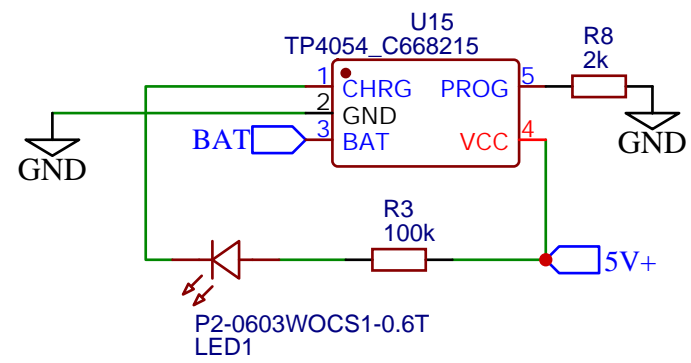 U15
TP4054_C668215
R8
2k
1
CHRG
PROG
5
2
GND
BAT
3
BAT
VCC
4
GND
GND
R3
100k
5V+
P2-0603WOCS1-0.6T
LED1